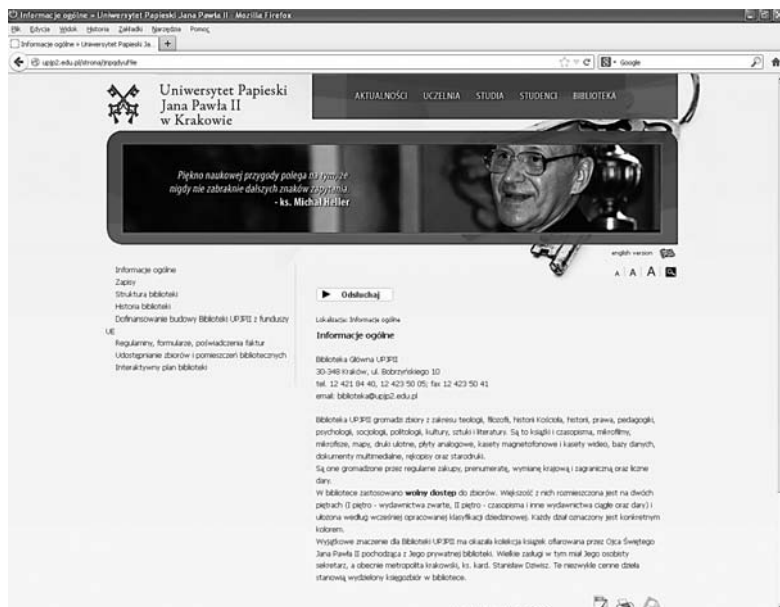 Informacje ogólne » Uniwersytet Papieski Jana Pawła II - Mozilla Firefox
Plik Edycja Widok Historia Zakładki Narzędzia Pomoc
Informacje ogólne » Uniwersytet Papieski Ja...
Google
Uniwersytet Papieski
Jana Pawła II
w Krakowie
AKTUALNOŚCI UCZELNIA STUDIA STUDENCI BIBLIOTEKA
Piękno naukowej przygody polega na tym, że
nigdy nie zabraknie dalszych znaków zapytania.
- ks. Michał Heller
english version
A A A
Informacje ogólne
Zapisy
Struktura biblioteki
Historia biblioteki
Dofinansowanie budowy Biblioteki UPJPII z funduszy
UE
Regulaminy, formularze, poświadczenia faktur
Udostępnianie zbiorów i pomieszczeń bibliotecznych
Interaktywny plan biblioteki
Odsłuchaj
Lokalizacja: Informacje ogólne
Informacje ogólne
Biblioteka Główna UPJPII
30-348 Kraków, ul. Bobrzyńskiego 10
tel. 12 421 84 40, 12 423 50 05; fax 12 423 50 41
email: biblioteka@upjp2.edu.pl
Biblioteka UPJPII gromadzi zbiory z zakresu teologii, filozofii, historii Kościoła, historii, prawa, pedagogiki,
psychologii, socjologii, politologii, kultury, sztuki i literatury. Są to książki i czasopisma, mikrofilmy,
mikrofisze, mapy, druki ulotne, płyty analogowe, kasety magnetofonowe i kasety wideo, bazy danych,
dokumenty multimedialne, rękopisy oraz starodruki.
Są one gromadzone przez regularne zakupy, prenumeratę, wymianę krajową i zagraniczną oraz liczne
dary.
W bibliotece zastosowano wolny dostęp do zbiorów. Większość z nich rozmieszczona jest na dwóch
piętrach (I piętro - wydawnictwa zwarte, II piętro - czasopisma i inne wydawnictwa ciągłe oraz dary) i
ułożona według wcześniej opracowanej klasyfikacji dziedzinowej. Każdy dział oznaczony jest konkretnym
kolorem.
Wyjątkowe znaczenie dla Biblioteki UPJPII ma okazała kolekcja książek ofiarowana przez Ojca Świętego
Jana Pawła II pochodząca z Jego prywatnej biblioteki. Wielkie zasługi w tym miał Jego osobisty
sekretarz, a obecnie metropolita krakowski, ks. kard. Stanisław Dziwisz. Te niezwykle cenne dzieła
stanowią wydzielony księgozbiór w bibliotece.